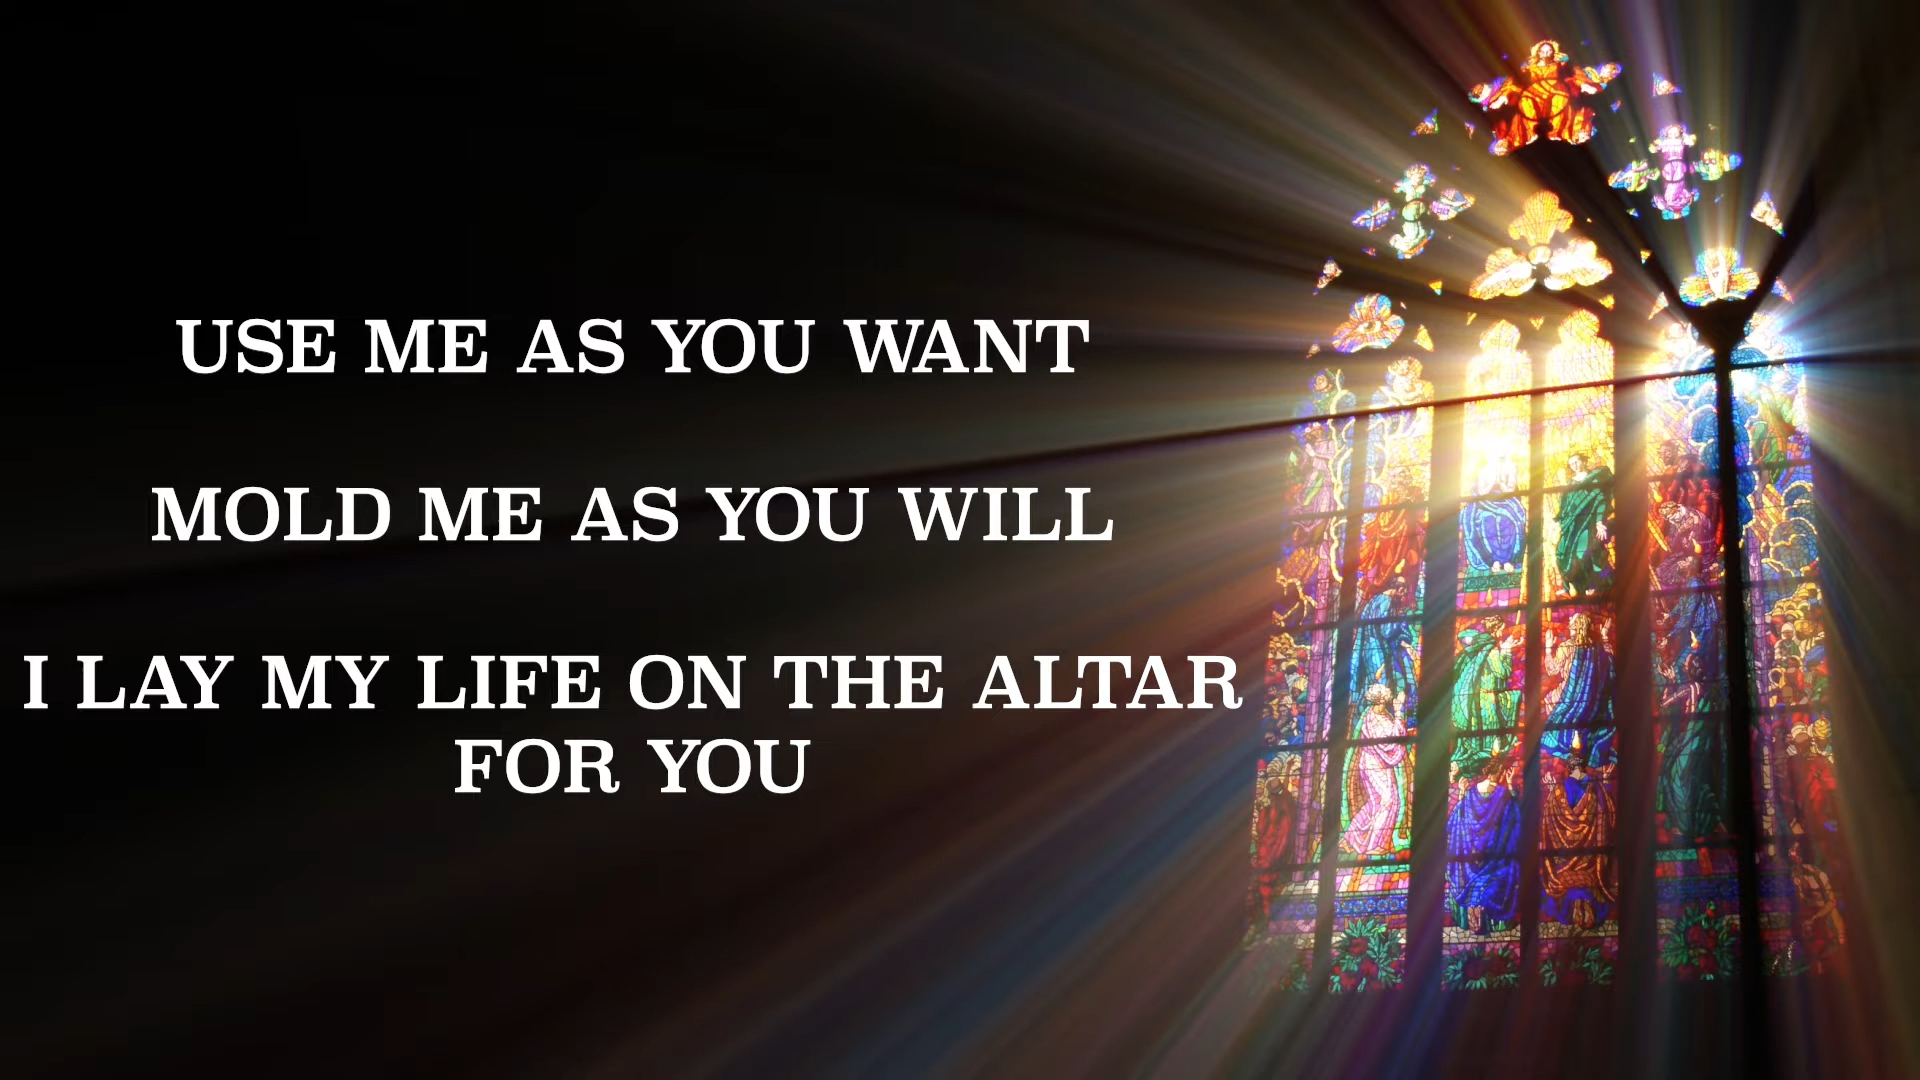 USE ME AS YOU WANT
MOLD ME AS YOU WILL
I LAY MY LIFE ON THE ALTAR
FOR YOU